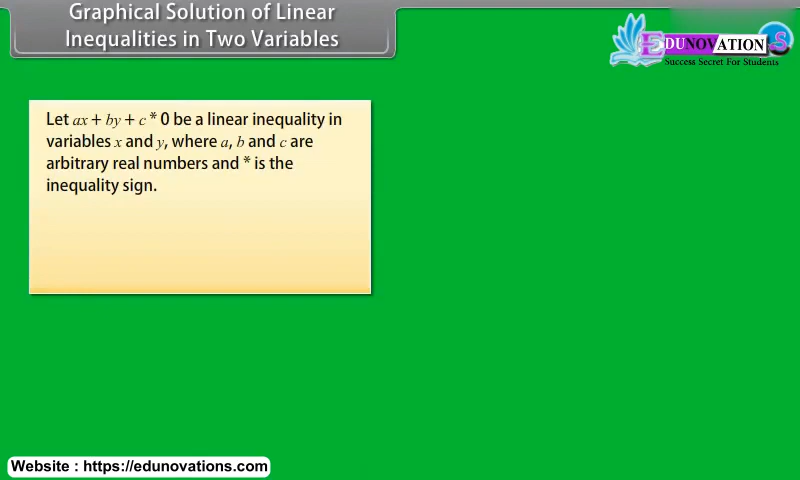 Graphical Solution of Linear
Inequalities in Two Variables
EDUNOVATION S
Success Secret For Students
Let ax + by + c * 0 be a linear inequality in
variables x and y, where a, b and c are
arbitrary real numbers and * is the
inequality sign.
Website : https://edunovations.com